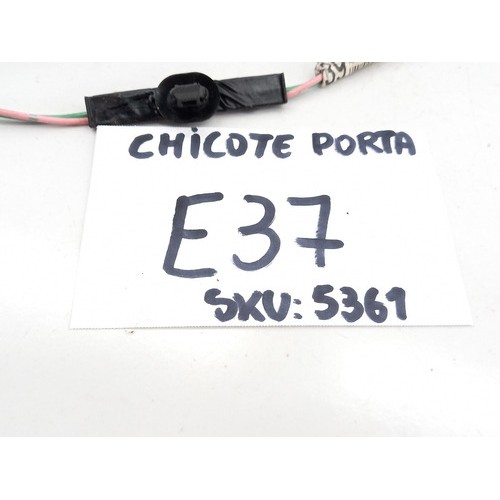 CHICOTE PORTA
E37
SKU: 5361